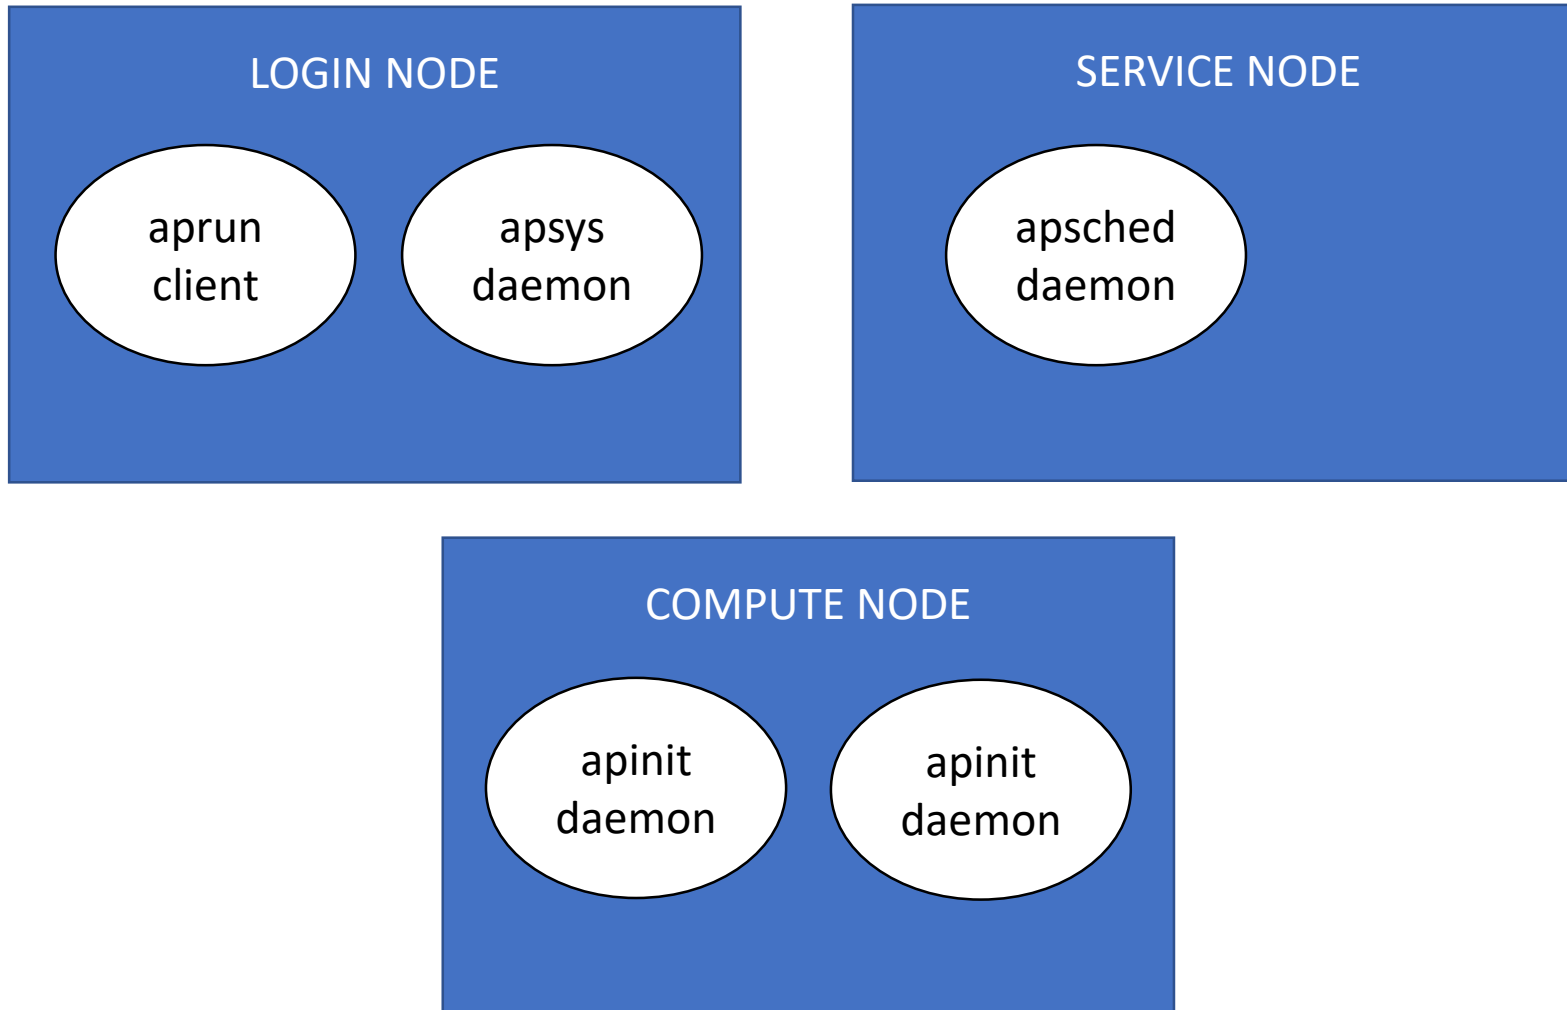 LOGIN NODE
aprun
client
apsys
daemon
SERVICE NODE
apsched
daemon
COMPUTE NODE
apinit
daemon
apinit
daemon